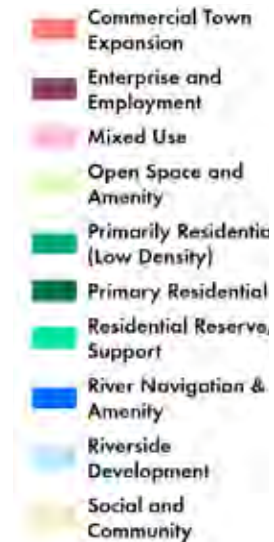 Commercial Town
Expansion
Enterprise and
Employment
Mixed Use
Open Space and
Amenity
Primarily Residentia
(Low Density)
Primary Residential
Residential Reserve/
Support
River Navigation &
Amenity
Riverside
Development
Social and
Community